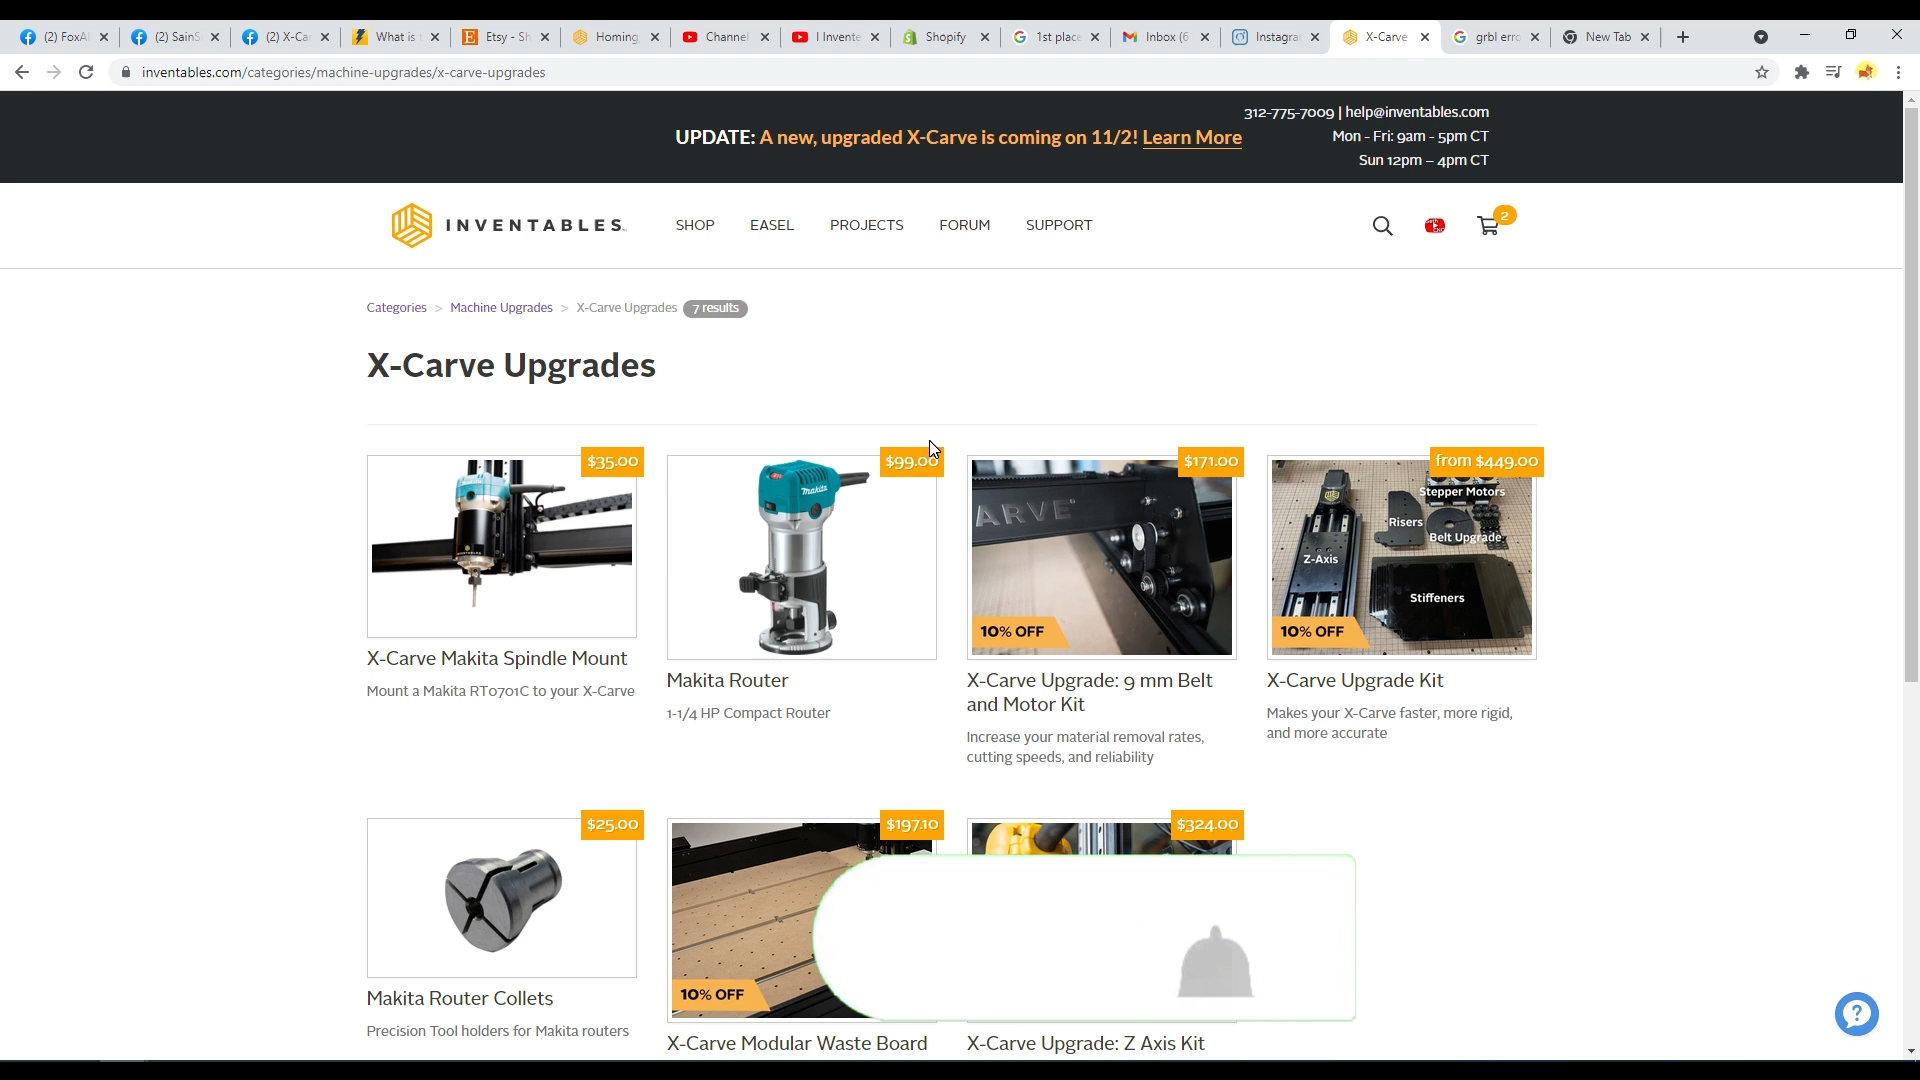 (2) FoxAl
(2) SainS
(2) X-Car
What is
Etsy - Sh
Homing
Channel
I Invente
Shopify
1st place
Inbox (6
Instagra
X-Carve
grbl erro
New Tab
inventables.com/categories/machine-upgrades/x-carve-upgrades
UPDATE: A new, upgraded X-Carve is coming on 11/2! Learn More
312-775-7009 | help@inventables.com
Mon - Fri: 9am - 5pm CT
Sun 12pm – 4pm CT
INVENTABLES
SHOP
EASEL
PROJECTS
FORUM
SUPPORT
2
Categories > Machine Upgrades > X-Carve Upgrades 7 results
X-Carve Upgrades
$35.00
X-Carve Makita Spindle Mount
Mount a Makita RT0701C to your X-Carve
$99.00
makita
Makita Router
1-1/4 HP Compact Router
$171.00
ARVE
10% OFF
X-Carve Upgrade: 9 mm Belt
and Motor Kit
Increase your material removal rates,
cutting speeds, and reliability
from $449.00
Stepper Motors
Risers
Belt Upgrade
Z-Axis
Stiffeners
10% OFF
X-Carve Upgrade Kit
Makes your X-Carve faster, more rigid,
and more accurate
$25.00
Makita Router Collets
Precision Tool holders for Makita routers
$197.10
10% OFF
X-Carve Modular Waste Board
$324.00
X-Carve Upgrade: Z Axis Kit